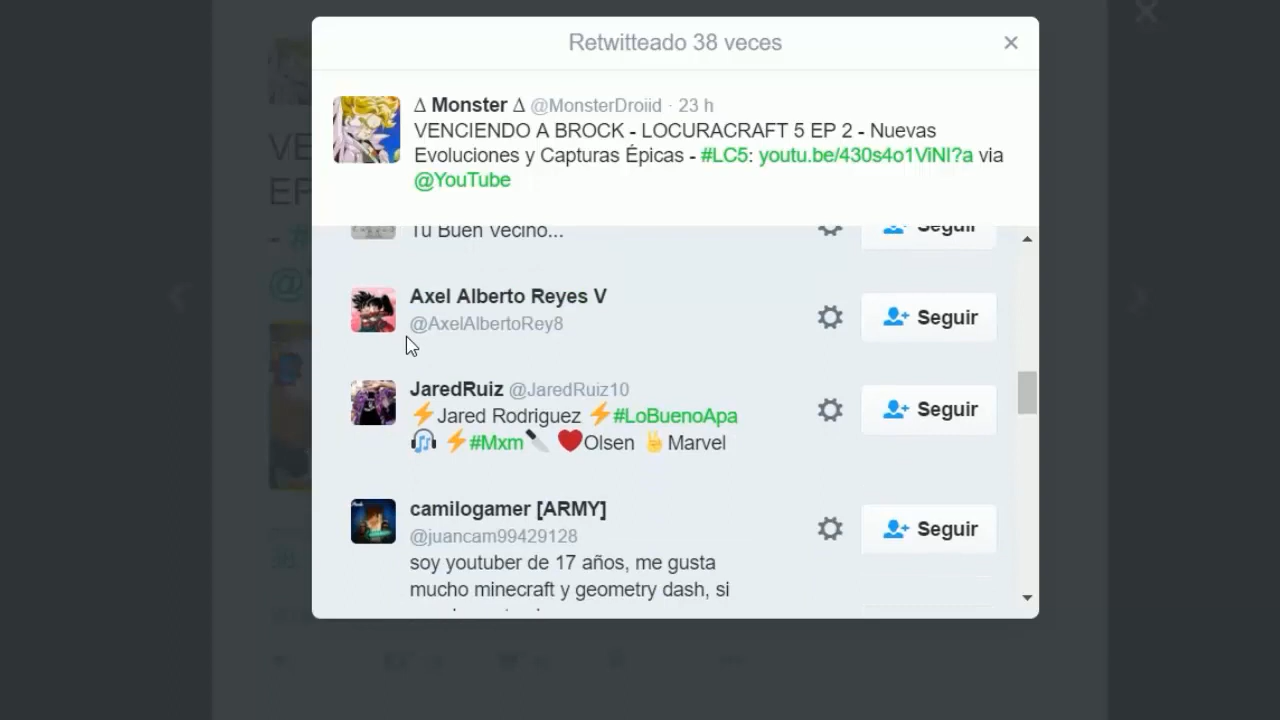 Retwitteado 38 veces
Δ Monster Δ @MonsterDroiid · 23 h
VENCIENDO A BROCK - LOCURACRAFT 5 EP 2 - Nuevas
Evoluciones y Capturas Épicas - #LC5: youtu.be/430s4o1ViNI?a via
@YouTube
Tu Buen Vecino...
Seguir
Axel Alberto Reyes V
@AxelAlbertoRey8
Seguir
JaredRuiz @JaredRuiz10
⚡Jared Rodriguez ⚡#LoBuenoApa
🎧 ⚡#Mxm🔪 ❤Olsen ✌Marvel
Seguir
camilogamer [ARMY]
@juancam99429128
Seguir
soy youtuber de 17 años, me gusta
mucho minecraft y geometry dash, si